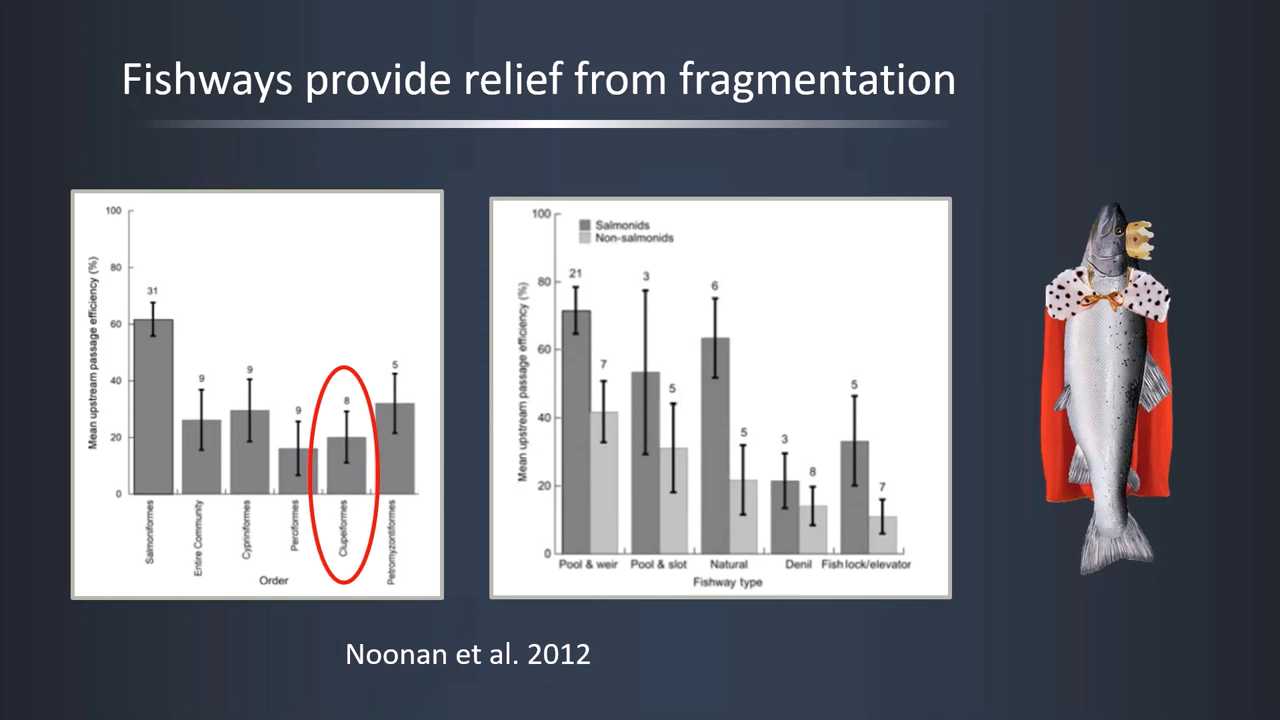 Fishways provide relief from fragmentation
Mean upstream passage efficiency (%)
100
80
60
40
20
0
31
9
9
9
8
5
Salmoniformes
Entire Community
Cypriniformes
Perciformes
Clupeiformes
Petromyzontiformes
Order
Mean upstream passage efficiency (%)
100
80
60
40
20
0
Salmonids
Non-salmonids
21
7
3
5
6
5
3
8
5
7
Pool & weir
Pool & slot
Natural
Denil
Fish lock/elevator
Fishway type
Noonan et al. 2012